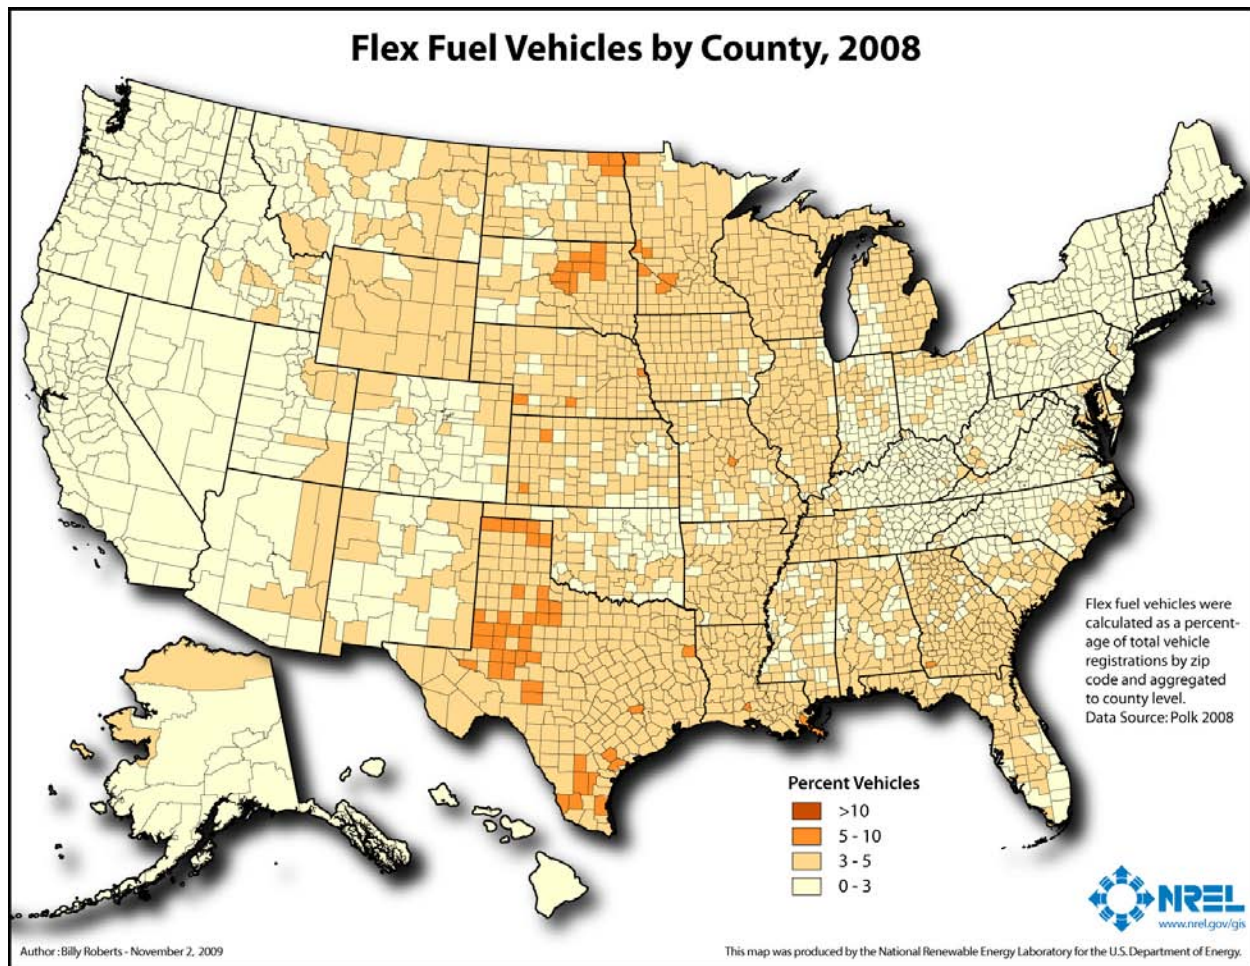 Flex Fuel Vehicles by County, 2008
Flex fuel vehicles were
calculated as a percent-
age of total vehicle
registrations by zip
code and aggregated
to county level.
Data Source: Polk 2008
Percent Vehicles
>10
5 - 10
3 - 5
0 - 3
NREL
www.nrel.gov/gis
Author : Billy Roberts - November 2, 2009
This map was produced by the National Renewable Energy Laboratory for the U.S. Department of Energy.